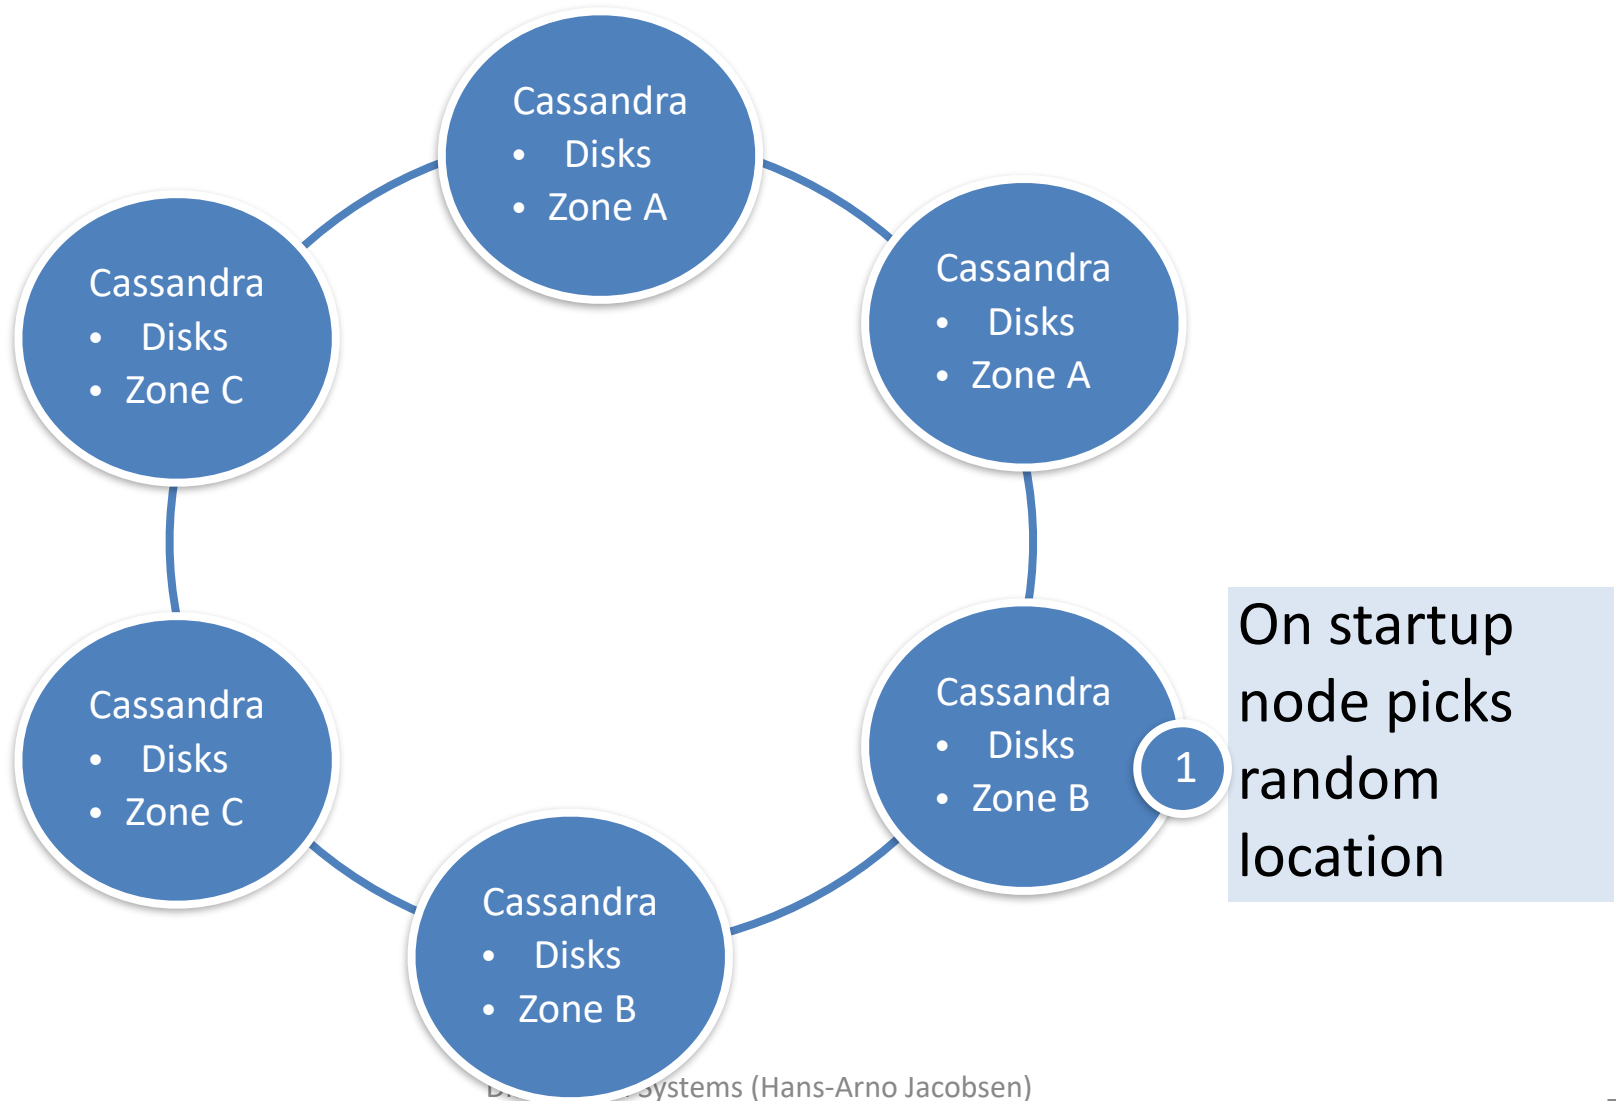 Cassandra
• Disks
• Zone A
Cassandra
• Disks
• Zone A
Cassandra
• Disks
• Zone C
Cassandra
• Disks
• Zone B
1
On startup
node picks
random
location
Cassandra
• Disks
• Zone C
Cassandra
• Disks
• Zone B
Systems (Hans-Arno Jacobsen)